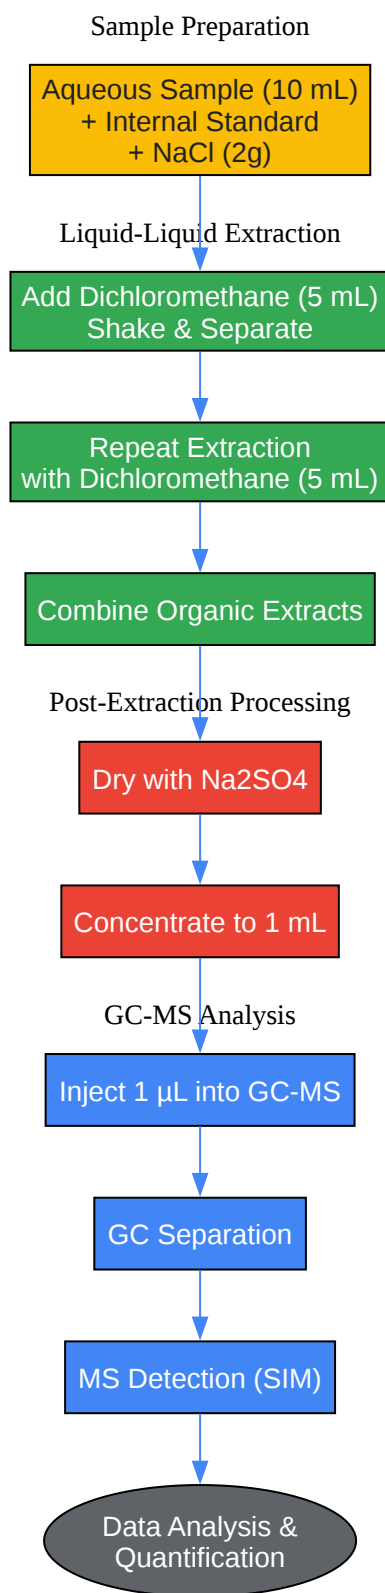 Sample Preparation
Aqueous Sample (10 mL)
+ Internal Standard
+ NaCl (2g)
Liquid-Liquid Extraction
Add Dichloromethane (5 mL)
Shake & Separate
Repeat Extraction
with Dichloromethane (5 mL)
Combine Organic Extracts
Post-Extraction Processing
Dry with Na2SO4
Concentrate to 1 mL
GC-MS Analysis
Inject 1 µL into GC-MS
GC Separation
MS Detection (SIM)
Data Analysis &
Quantification